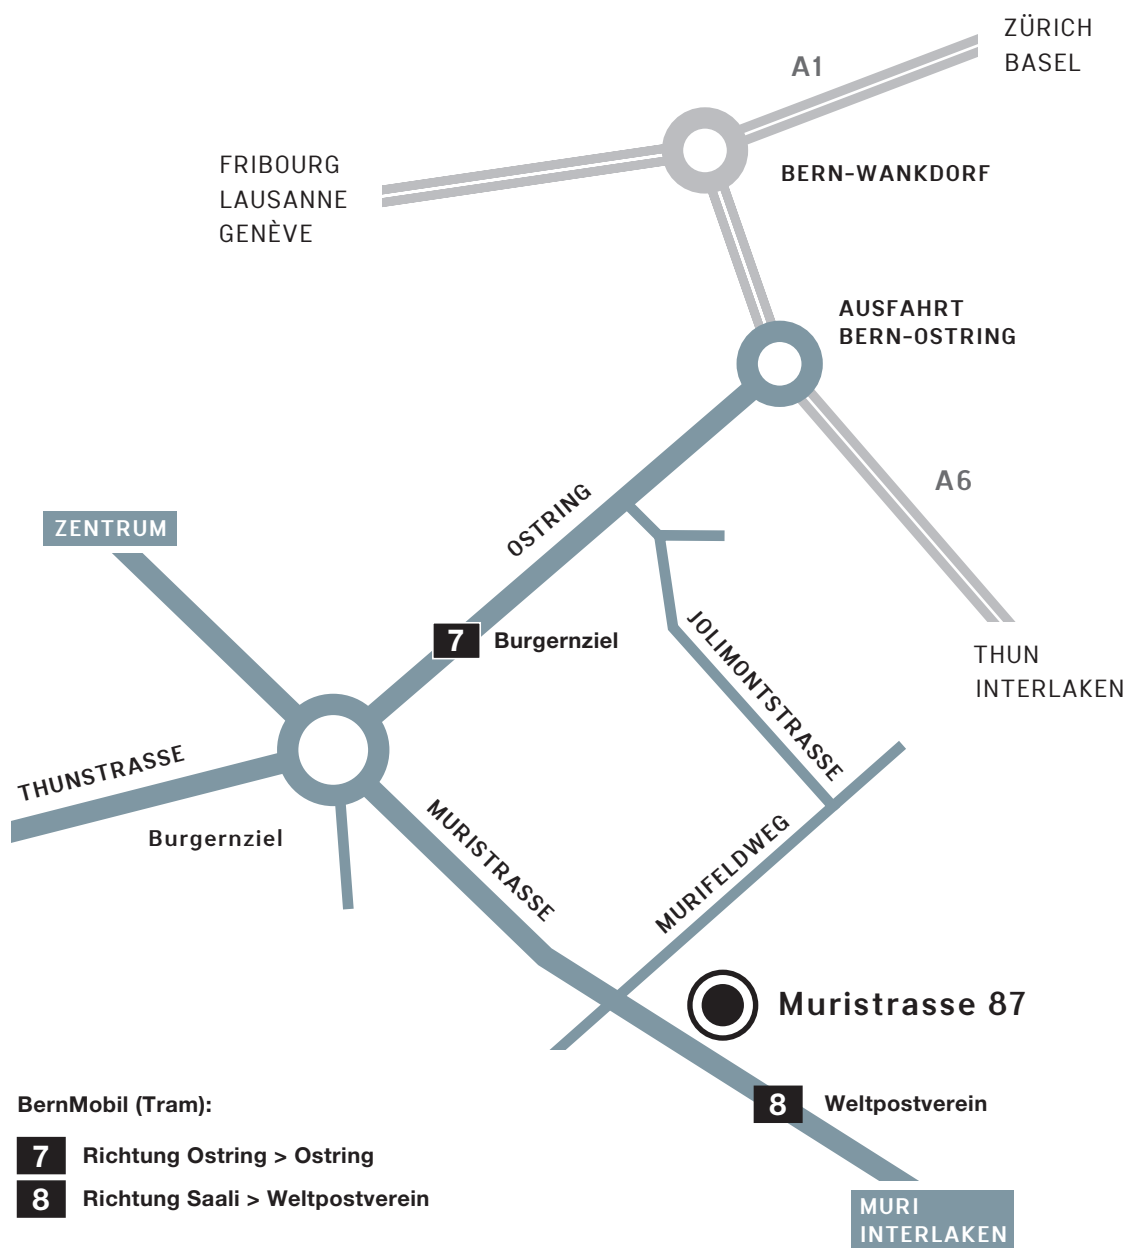 ZÜRICH
BASEL
A1
FRIBOURG
LAUSANNE
GENÈVE
BERN-WANKDORF
AUSFAHRT
BERN-OSTRING
A6
ZENTRUM
OSTRING
7 Burgernziel
JOLIMONTSTRASSE
THUN
INTERLAKEN
THUNSTRASSE
Burgernziel
MURISTRASSE
MURIFELDWEG
Muristrasse 87
8 Weltpostverein
BernMobil (Tram):
7 Richtung Ostring > Ostring
8 Richtung Saali > Weltpostverein
MURI
INTERLAKEN